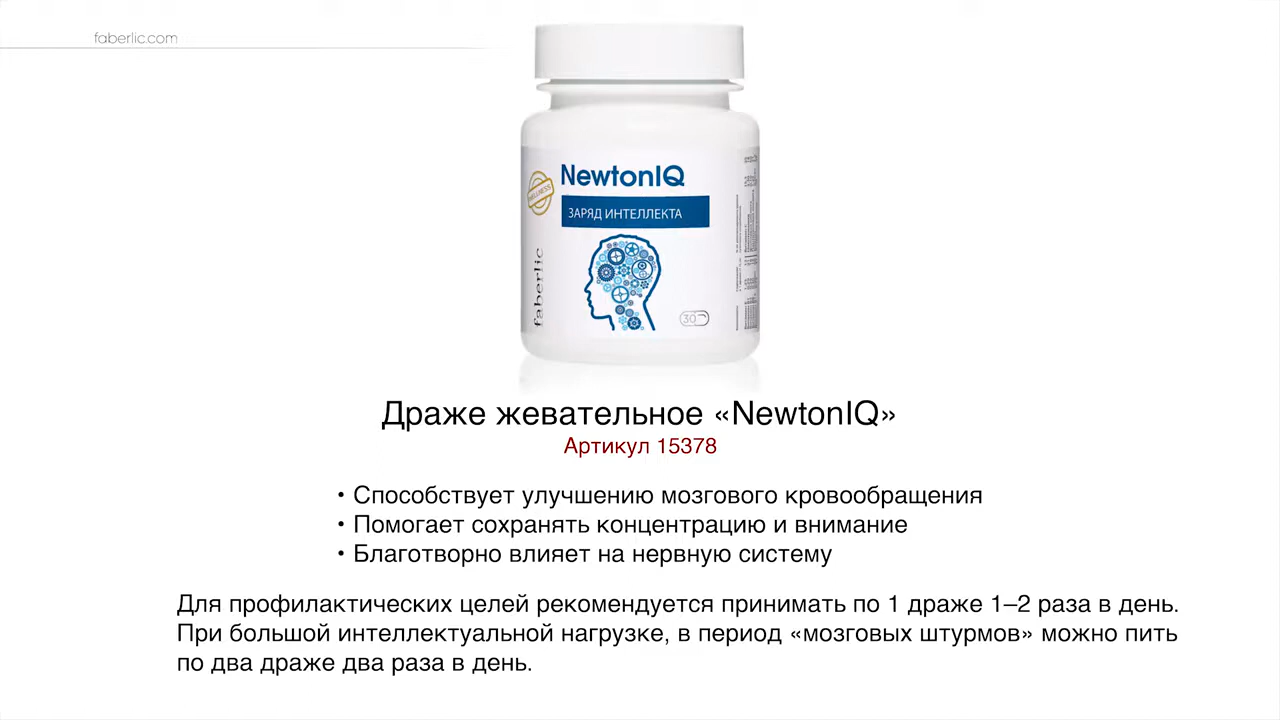 faberlic.com
NewtonIQ
WELLNESS
ЗАРЯД ИНТЕЛЛЕКТА
faberlic
30
Драже жевательное «NewtonIQ»
Артикул 15378
• Способствует улучшению мозгового кровообращения
• Помогает сохранять концентрацию и внимание
• Благотворно влияет на нервную систему
Для профилактических целей рекомендуется принимать по 1 драже 1–2 раза в день.
При большой интеллектуальной нагрузке, в период «мозговых штурмов» можно пить
по два драже два раза в день.